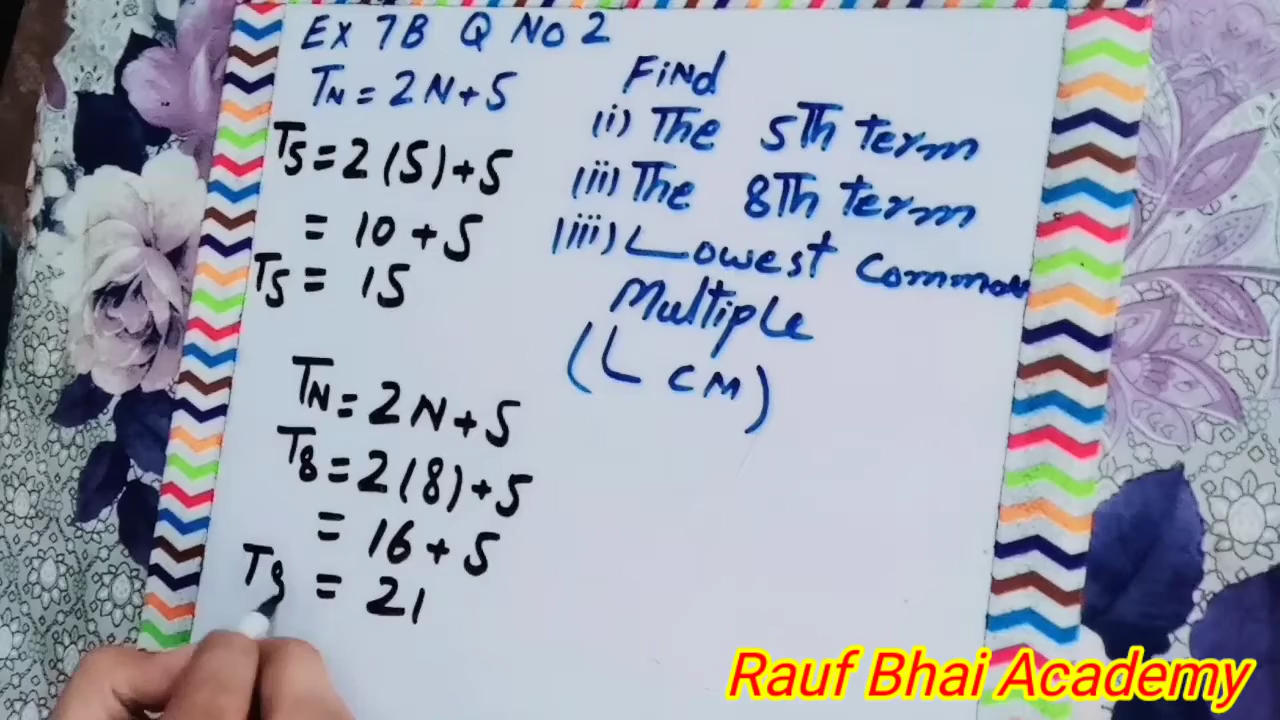 Ex 7B Q No 2
TN = 2N+5
T5 = 2(5)+5
= 10+5
T5 = 15
TN = 2N+5
T8 = 2(8)+5
= 16+5
T8 = 21
Find
(i) The 5Th term
(ii) The 8Th term
(iii) Lowest common
Multiple
(LCM)
Rauf Bhai Academy